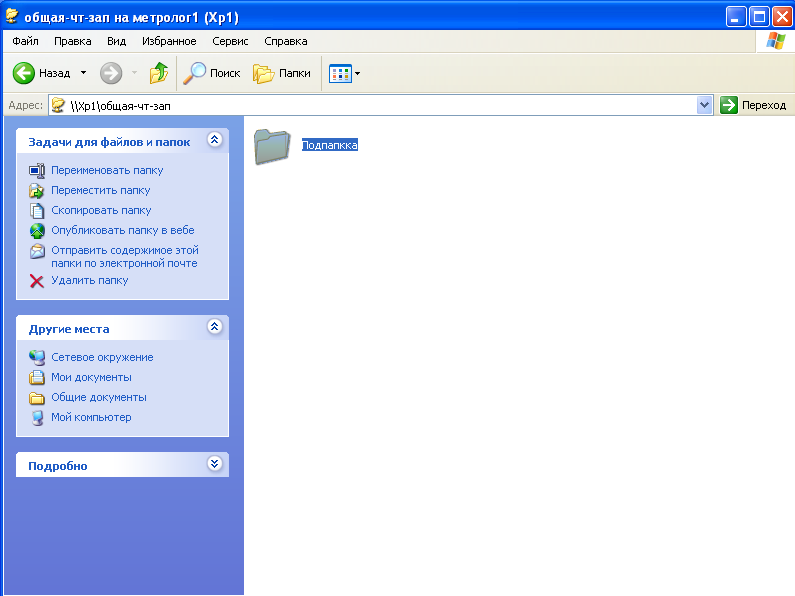 общая-чт-зап на метролог1 (Xp1)
Файл Правка Вид Избранное Сервис Справка
Назад Поиск Папки
Адрес: \\Xp1\общая-чт-зап Переход
Задачи для файлов и папок
Переименовать папку
Переместить папку
Скопировать папку
Опубликовать папку в вебе
Отправить содержимое этой
папки по электронной почте
Удалить папку
Другие места
Сетевое окружение
Мои документы
Общие документы
Мой компьютер
Подробно
Подпапкка